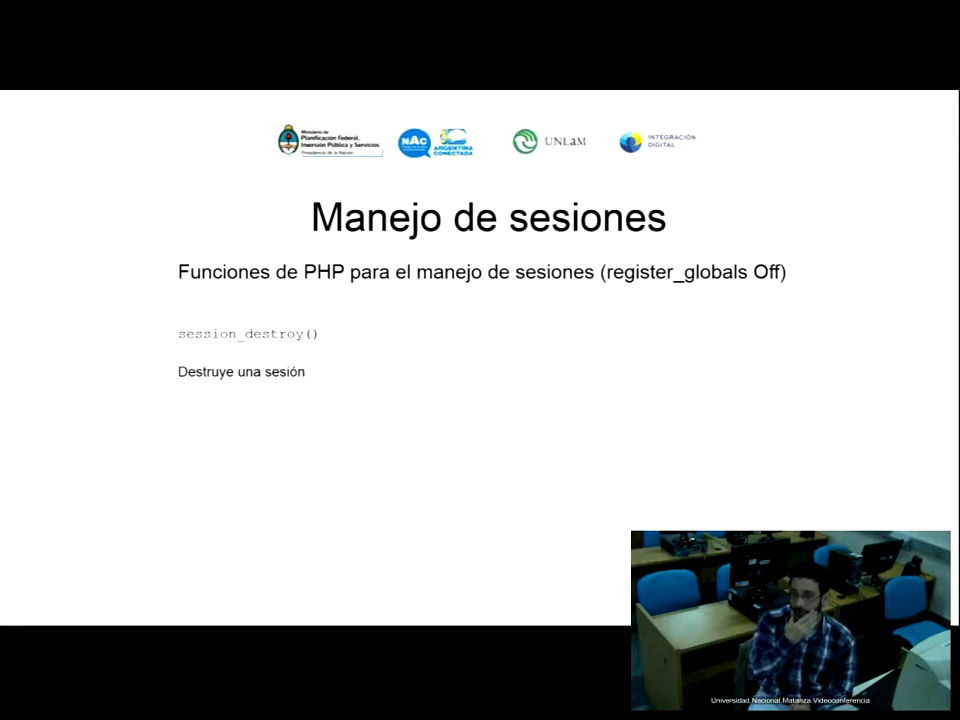 Ministerio de
Planificación Federal,
Inversión Pública y Servicios
Presidencia de la Nación
NAC
ARGENTINA
CONECTADA
UNLaM
INTEGRACIÓN
DIGITAL
Manejo de sesiones
Funciones de PHP para el manejo de sesiones (register_globals Off)
session_destroy()
Destruye una sesión
Universidad.Nacional.Matanza.Videoconferencia